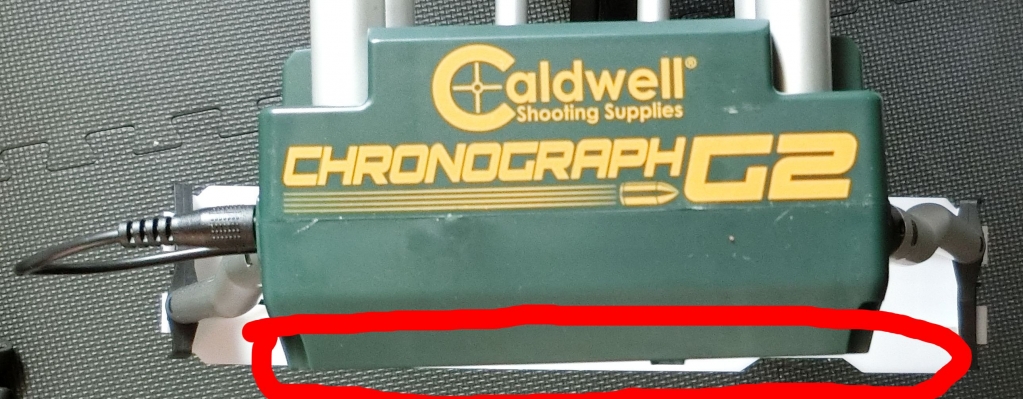 Caldwell®
Shooting Supplies
CHRONOGRAPH G2